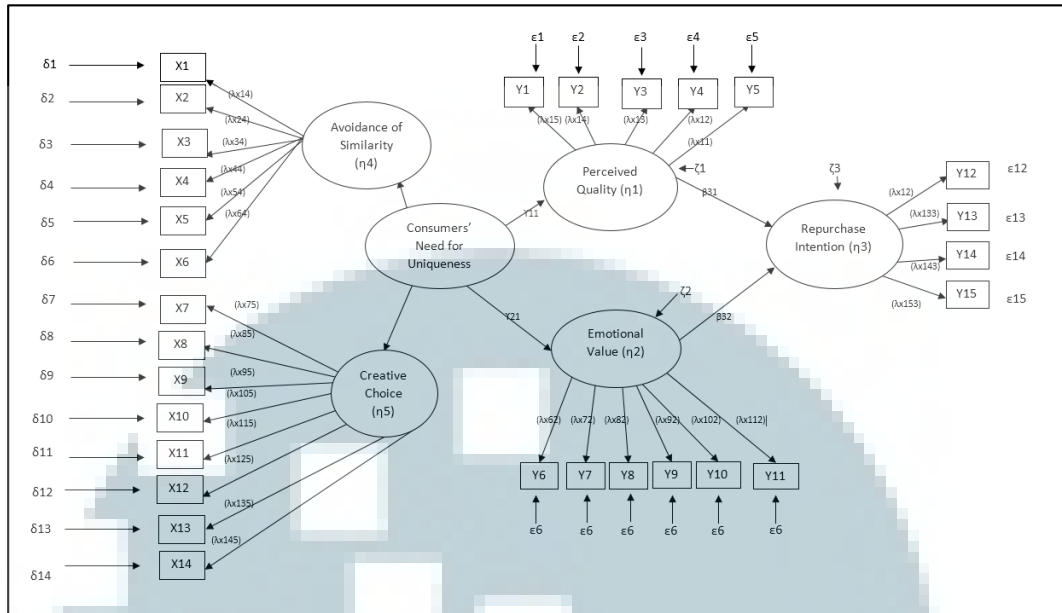 δ1
X1
δ2
X2
δ3
X3
δ4
X4
δ5
X5
δ6
X6
δ7
X7
δ8
X8
δ9
X9
δ10
X10
δ11
X11
δ12
X12
δ13
X13
δ14
X14
(λx14)
(λx24)
(λx34)
(λx44)
(λx54)
(λx64)
(λx75)
(λx85)
(λx95)
(λx105)
(λx115)
(λx125)
(λx135)
(λx145)
Avoidance of
Similarity
(η4)
Consumers’
Need for
Uniqueness
Creative
Choice
(η5)
ϒ11
ϒ21
ε1
ε2
ε3
ε4
ε5
Y1
Y2
Y3
Y4
Y5
(λx15)
(λx14)
(λx13)
(λx12)
(λx11)
Perceived
Quality (η1)
ζ1
β31
ζ2
Emotional
Value (η2)
β32
(λx62)
(λx72)
(λx82)
(λx92)
(λx102)
(λx112)
Y6
Y7
Y8
Y9
Y10
Y11
ε6
ε6
ε6
ε6
ε6
ε6
ζ3
Repurchase
Intention (η3)
(λx12)
(λx133)
(λx143)
(λx153)
Y12
ε12
Y13
ε13
Y14
ε14
Y15
ε15